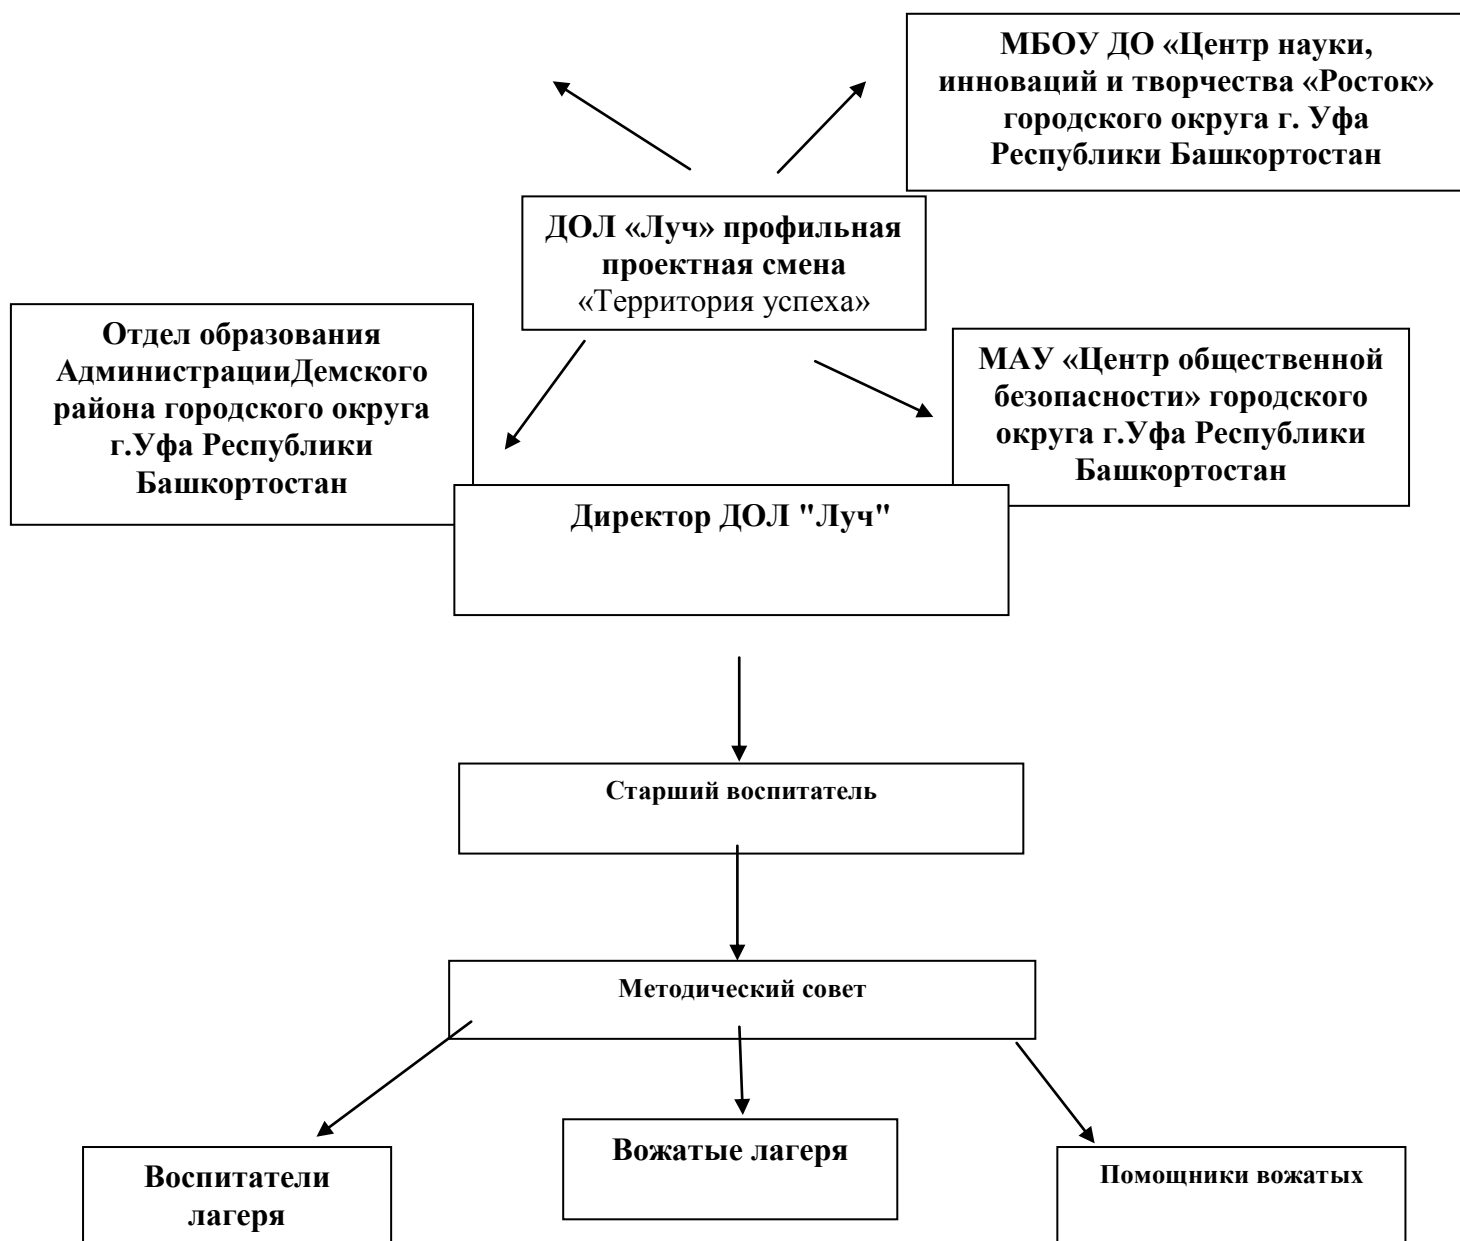 МБОУ ДО «Центр науки,
инноваций и творчества «Росток»
городского округа г. Уфа
Республики Башкортостан
ДОЛ «Луч» профильная
проектная смена
«Территория успеха»
Отдел образования
АдминистрацииДемского
района городского округа
г.Уфа Республики
Башкортостан
МАУ «Центр общественной
безопасности» городского
округа г.Уфа Республики
Башкортостан
Директор ДОЛ "Луч"
Старший воспитатель
Методический совет
Воспитатели
лагеря
Вожатые лагеря
Помощники вожатых